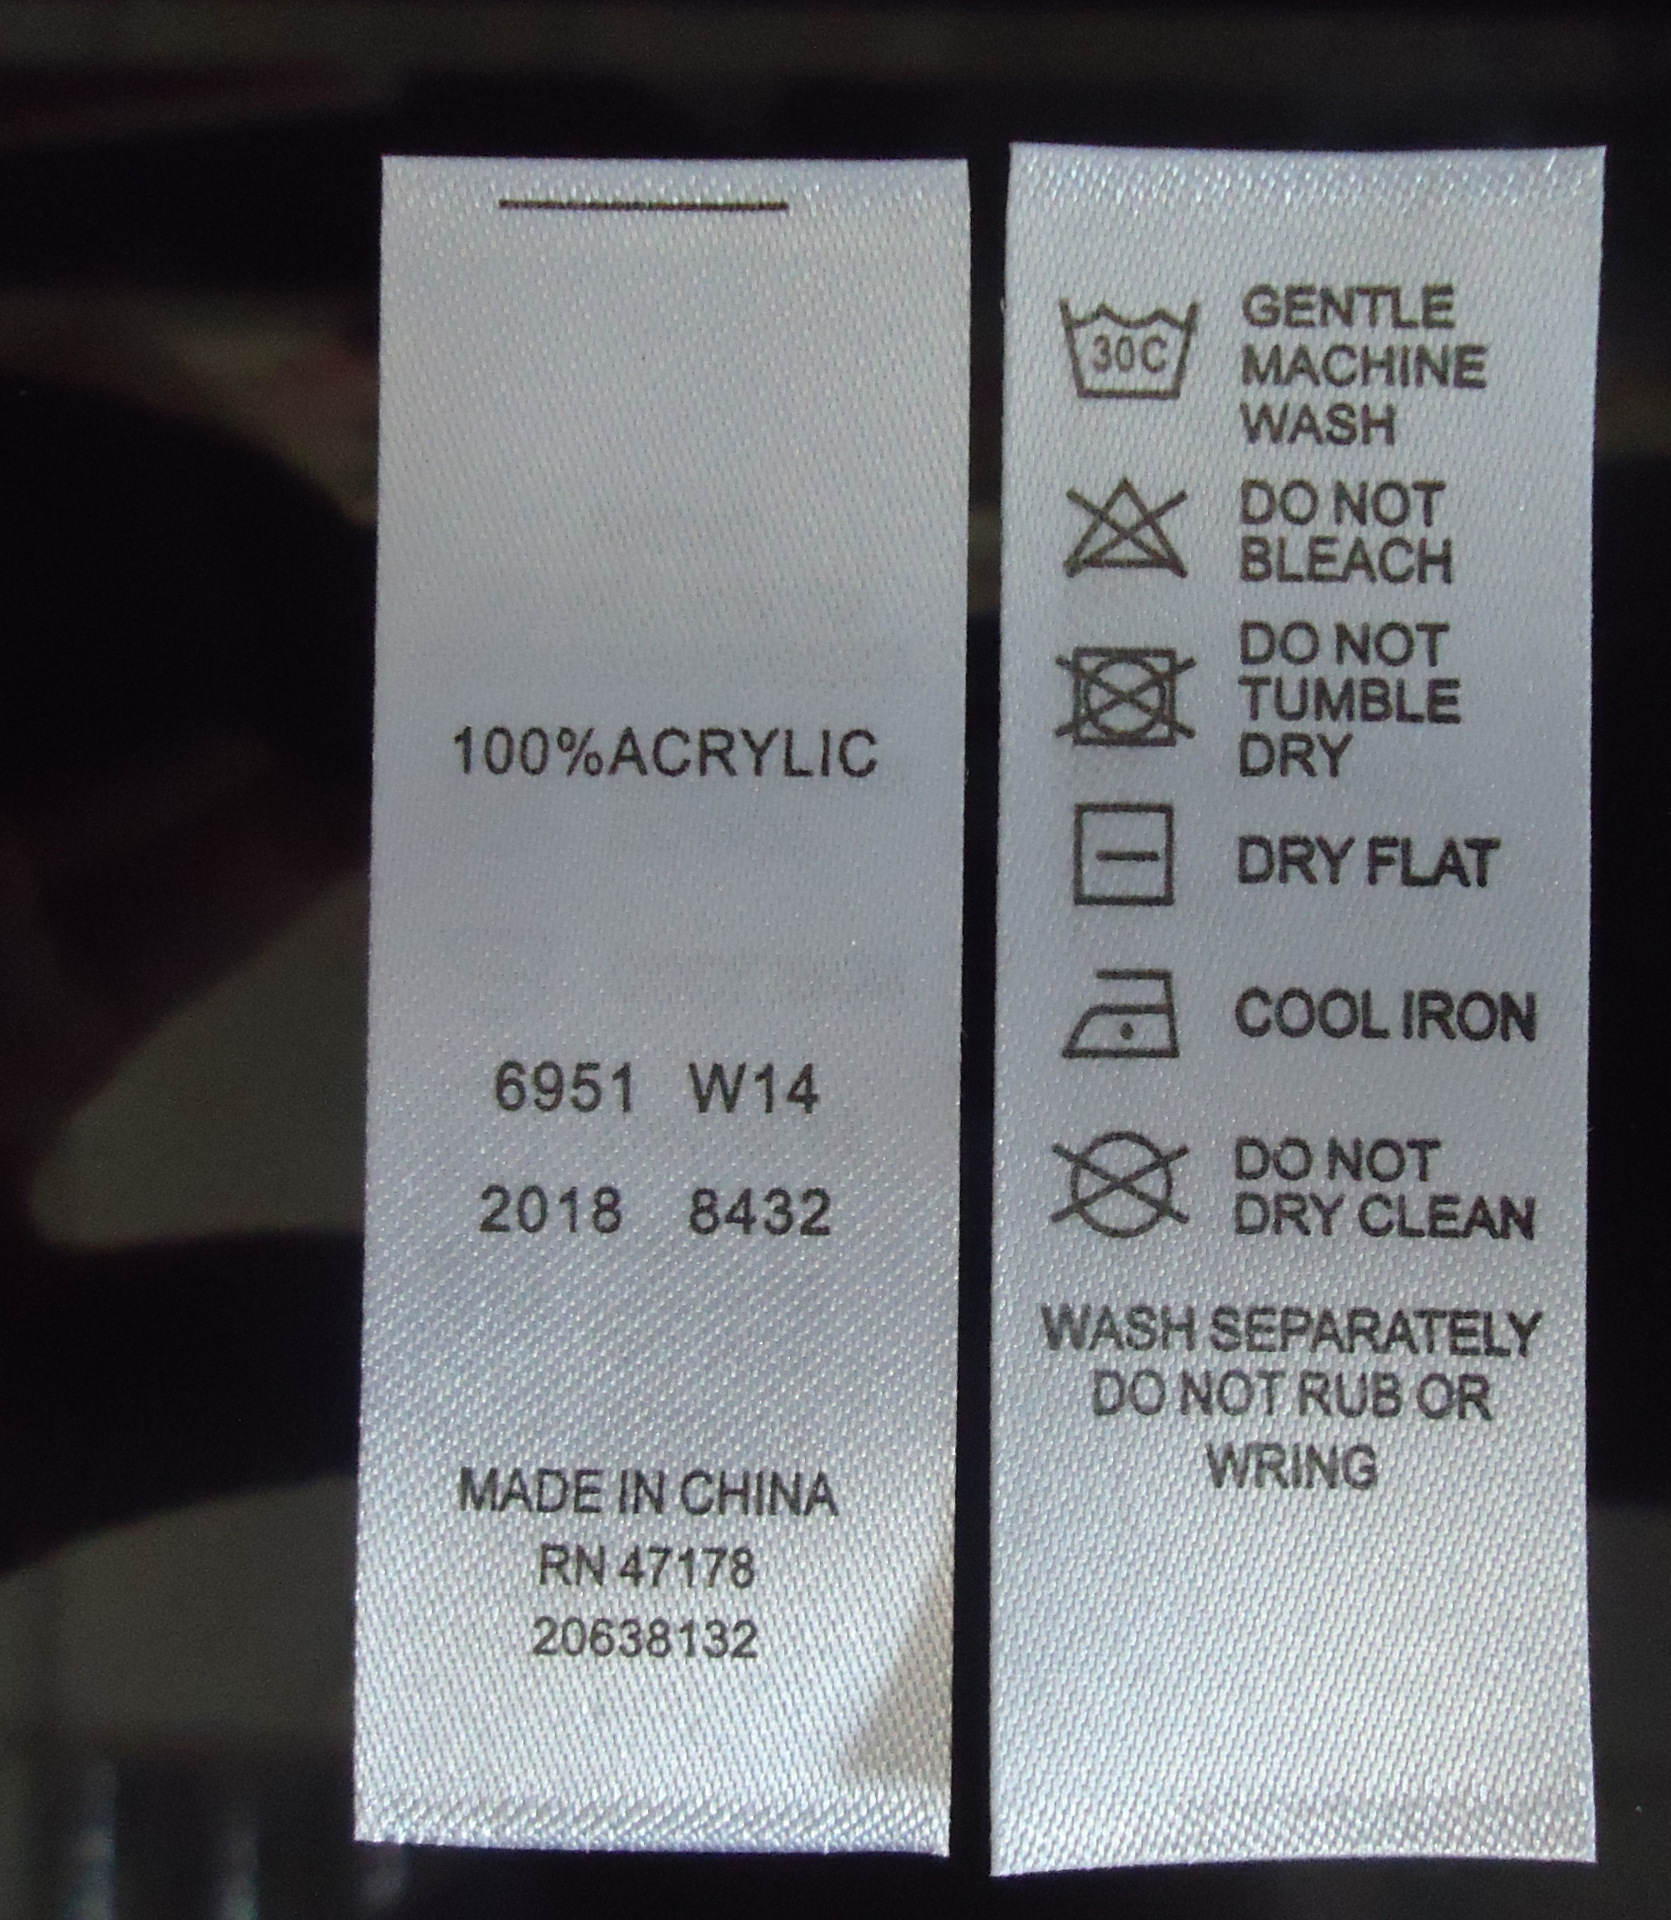 100%ACRYLIC
6951 W14
2018 8432
MADE IN CHINA
RN 47178
20638132
30C
GENTLE
MACHINE
WASH
DO NOT
BLEACH
DO NOT
TUMBLE
DRY
DRY FLAT
COOL IRON
DO NOT
DRY CLEAN
WASH SEPARATELY
DO NOT RUB OR
WRING